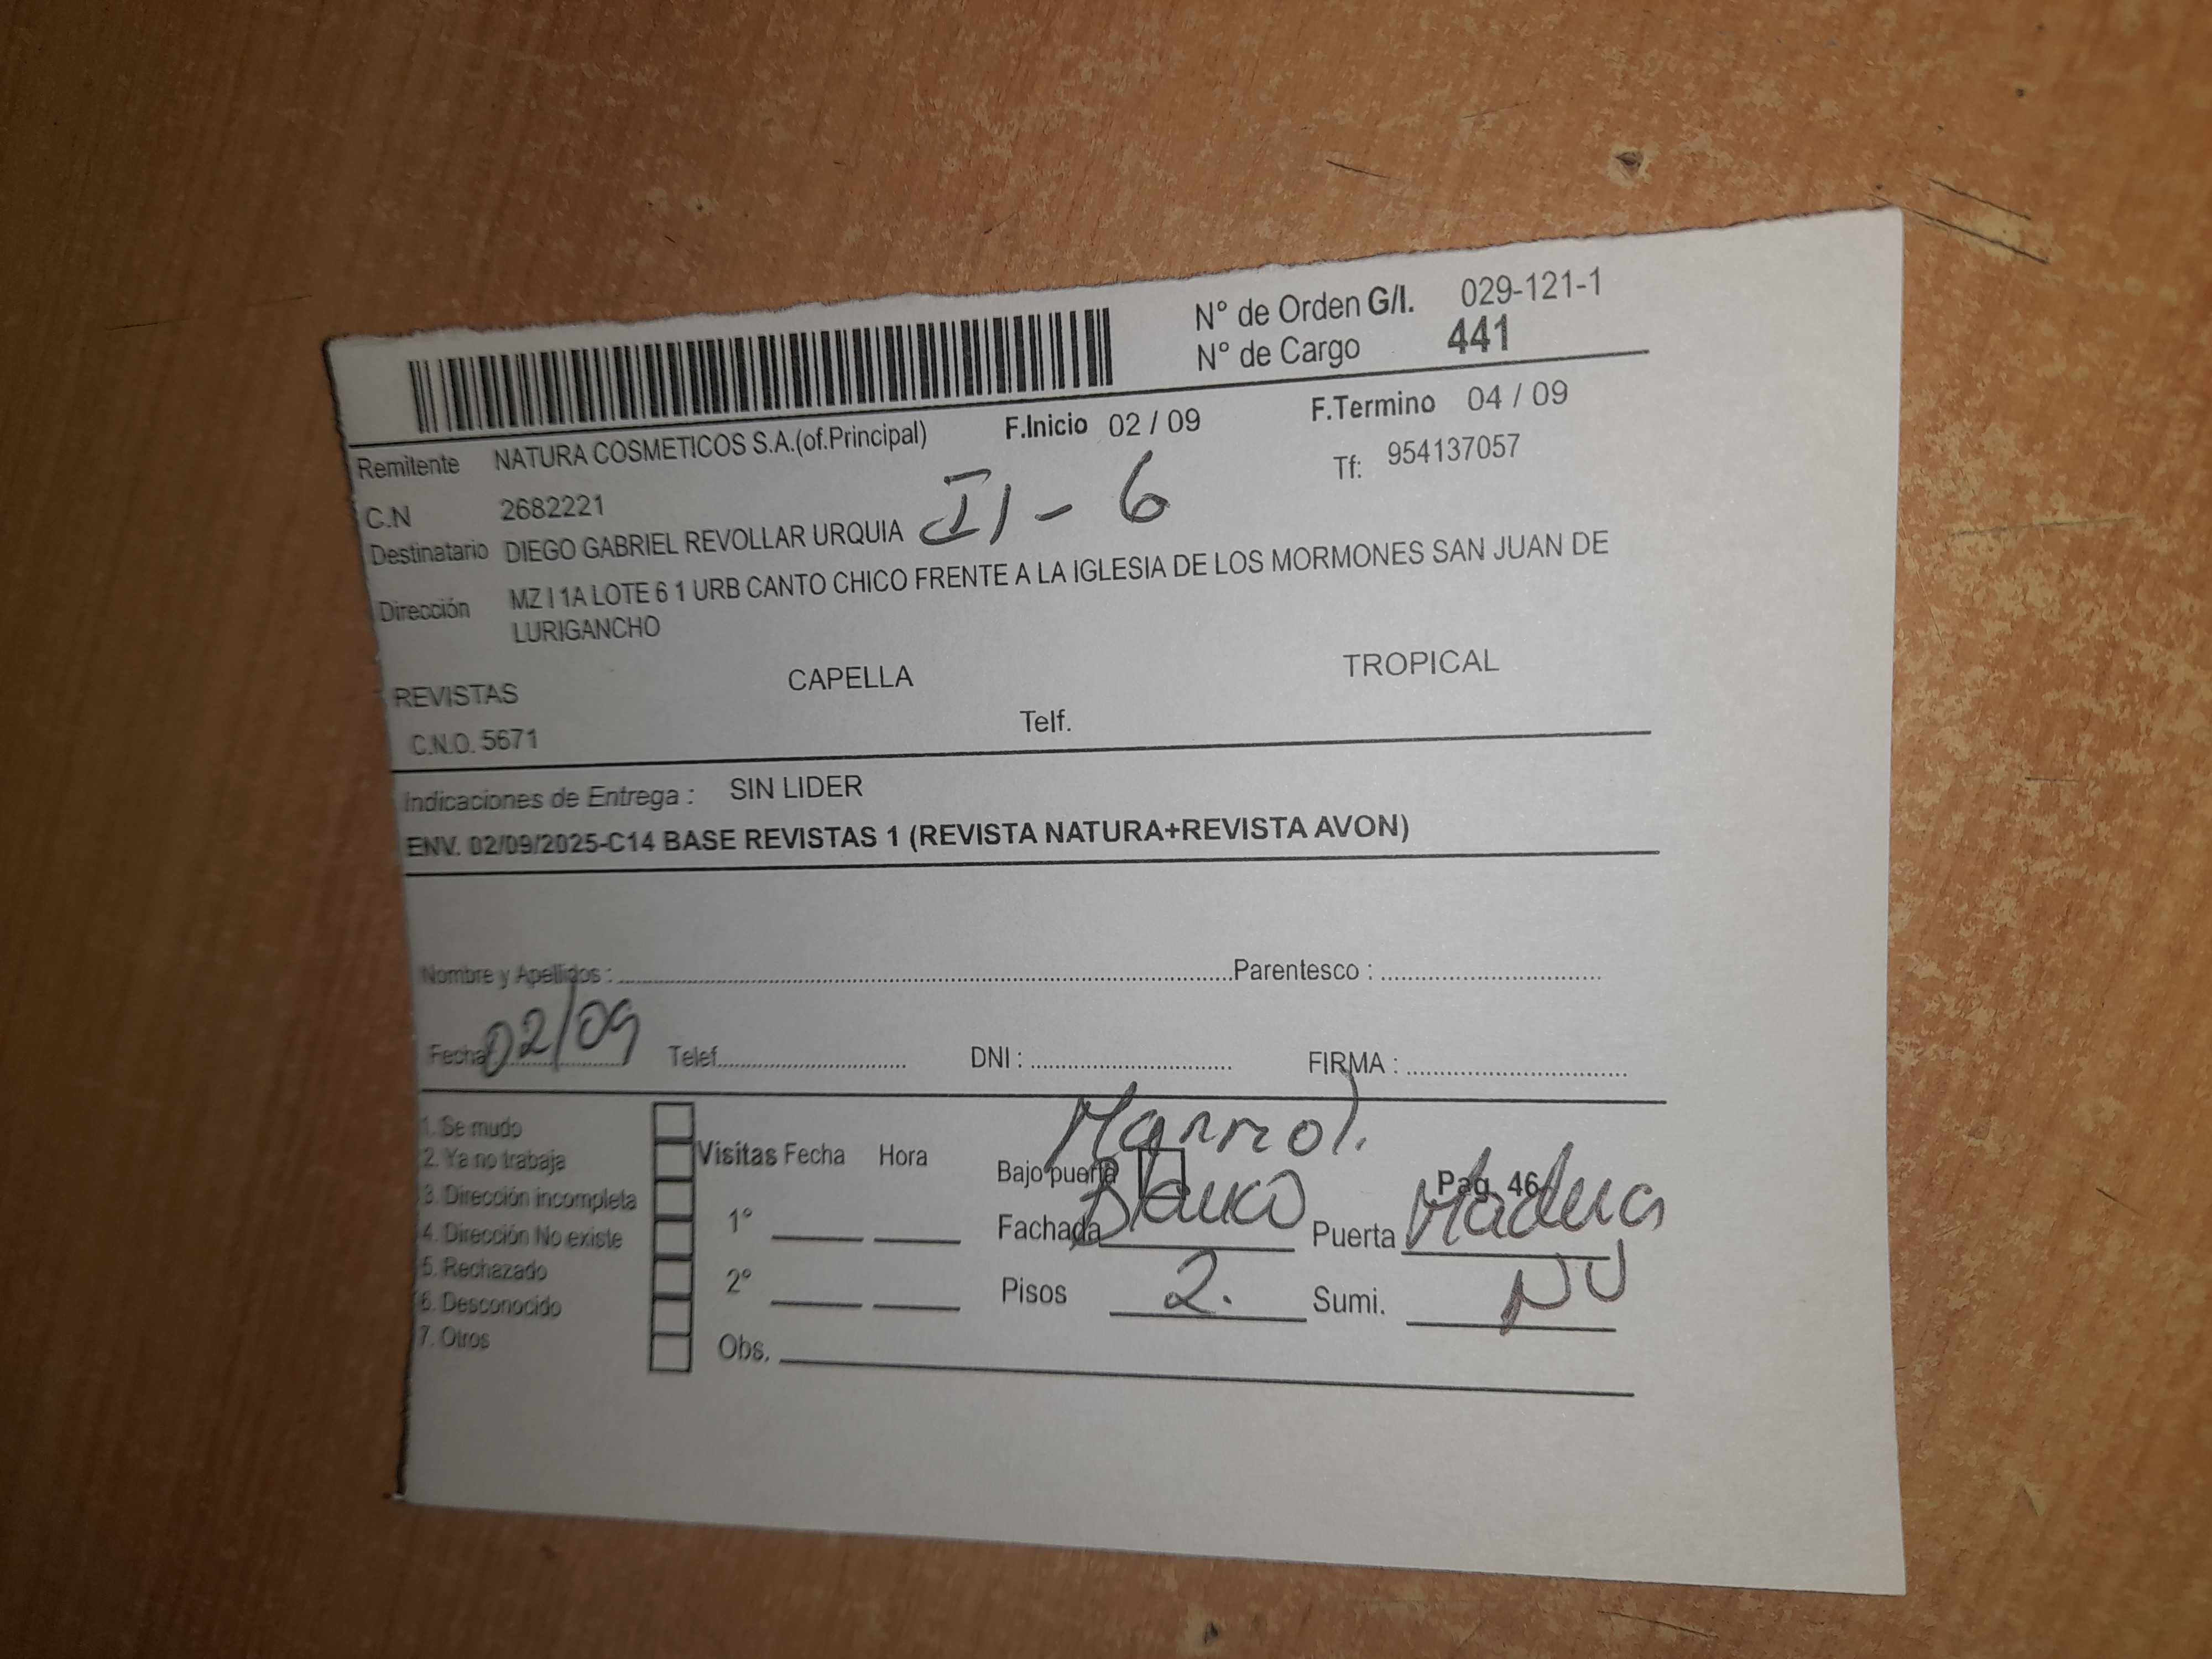 N° de Orden G/I. 029-121-1
N° de Cargo 441
Remitente NATURA COSMETICOS S.A.(of.Principal) F.Inicio 02 / 09 F.Termino 04 / 09
C.N 2682221 Tf: 954137057
Destinatario DIEGO GABRIEL REVOLLAR URQUIA I1 - 6
Dirección MZ I 1A LOTE 6 1 URB CANTO CHICO FRENTE A LA IGLESIA DE LOS MORMONES SAN JUAN DE
LURIGANCHO
REVISTAS CAPELLA TROPICAL
C.N.O. 5671 Telf.
Indicaciones de Entrega : SIN LIDER
ENV. 02/09/2025-C14 BASE REVISTAS 1 (REVISTA NATURA+REVISTA AVON)
Nombre y Apellidos : Parentesco :
Fecha 02/09 Telef. DNI : FIRMA :
1. Se mudo
2. Ya no trabaja
3. Dirección incompleta
4. Dirección No existe
5. Rechazado
6. Desconocido
7. Otros
Visitas Fecha Hora
1°
2°
Obs.
Marmol.
Bajo puerta Pag. 46
Fachada Blanco Puerta Madera
Pisos 2. Sumi. NU